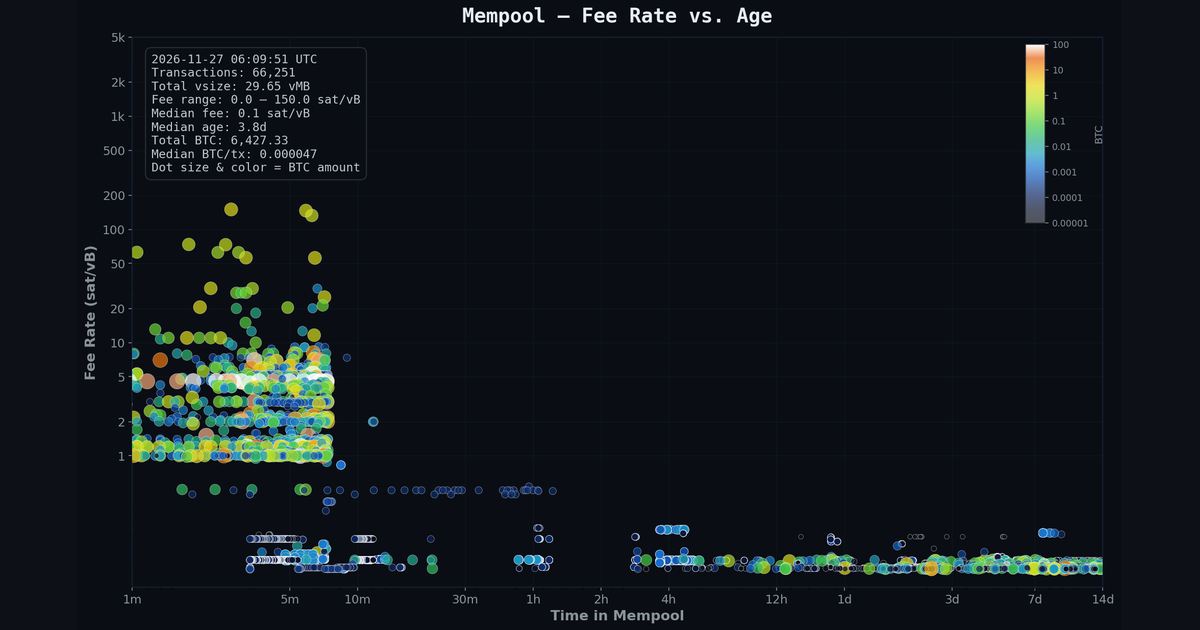 Mempool — Fee Rate vs. Age
2026-11-27 06:09:51 UTC
Transactions: 66,251
Total vsize: 29.65 vMB
Fee range: 0.0 – 150.0 sat/vB
Median fee: 0.1 sat/vB
Median age: 3.8d
Total BTC: 6,427.33
Median BTC/tx: 0.000047
Dot size & color = BTC amount
100
10
1
0.1
0.01
0.001
0.0001
0.00001
BTC
Fee Rate (sat/vB)
5k
2k
1k
500
200
100
50
20
10
5
2
1
1m 5m 10m 30m 1h 2h 4h 12h 1d 3d 7d 14d
Time in Mempool